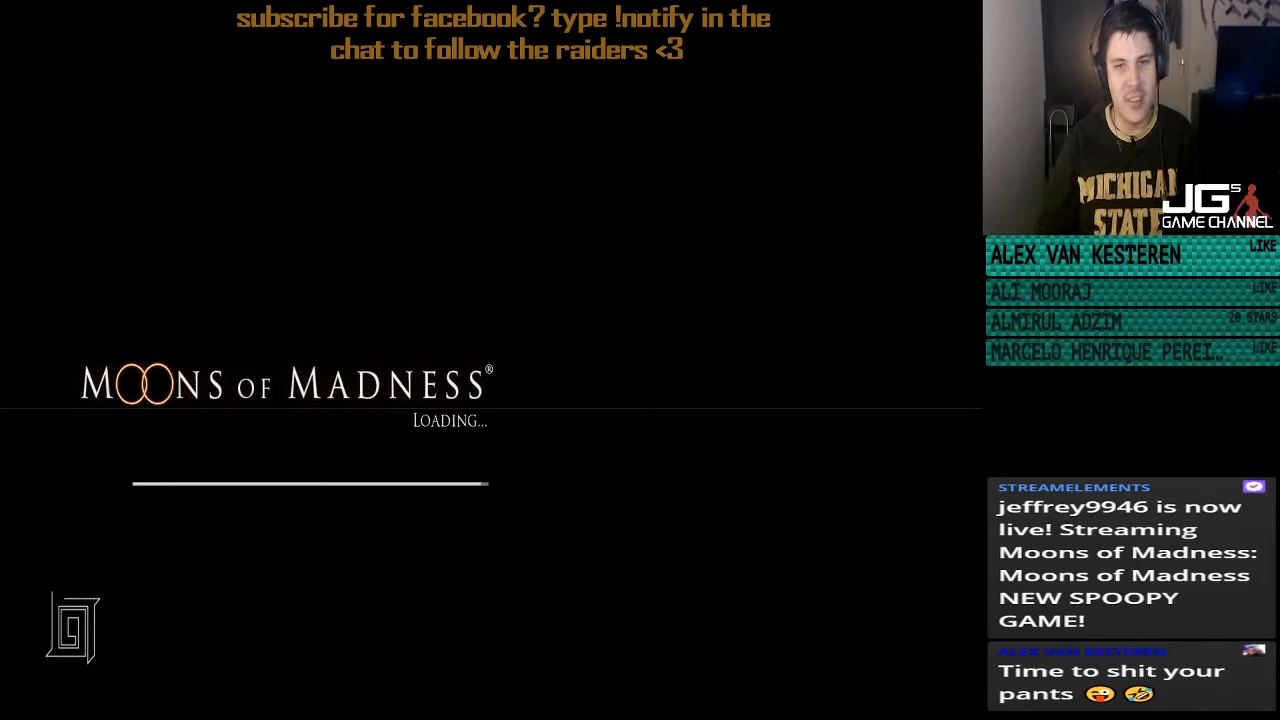 subscribe for facebook? type !notify in the
chat to follow the raiders <3
MICHIGAN
STATE
JG5
GAME CHANNEL
ALEX VAN KESTEREN LIKE
ALI MOORAJ LIKE
ALMIRUL ADZIM 20 STARS
MARCELO HENRIQUE PEREI... LIKE
MOONS OF MADNESS®
LOADING...
STREAMELEMENTS
jeffrey9946 is now
live! Streaming
Moons of Madness:
Moons of Madness
NEW SPOOPY
GAME!
ALEX VAN KESTEREN
Time to shit your
pants 😜 🤣